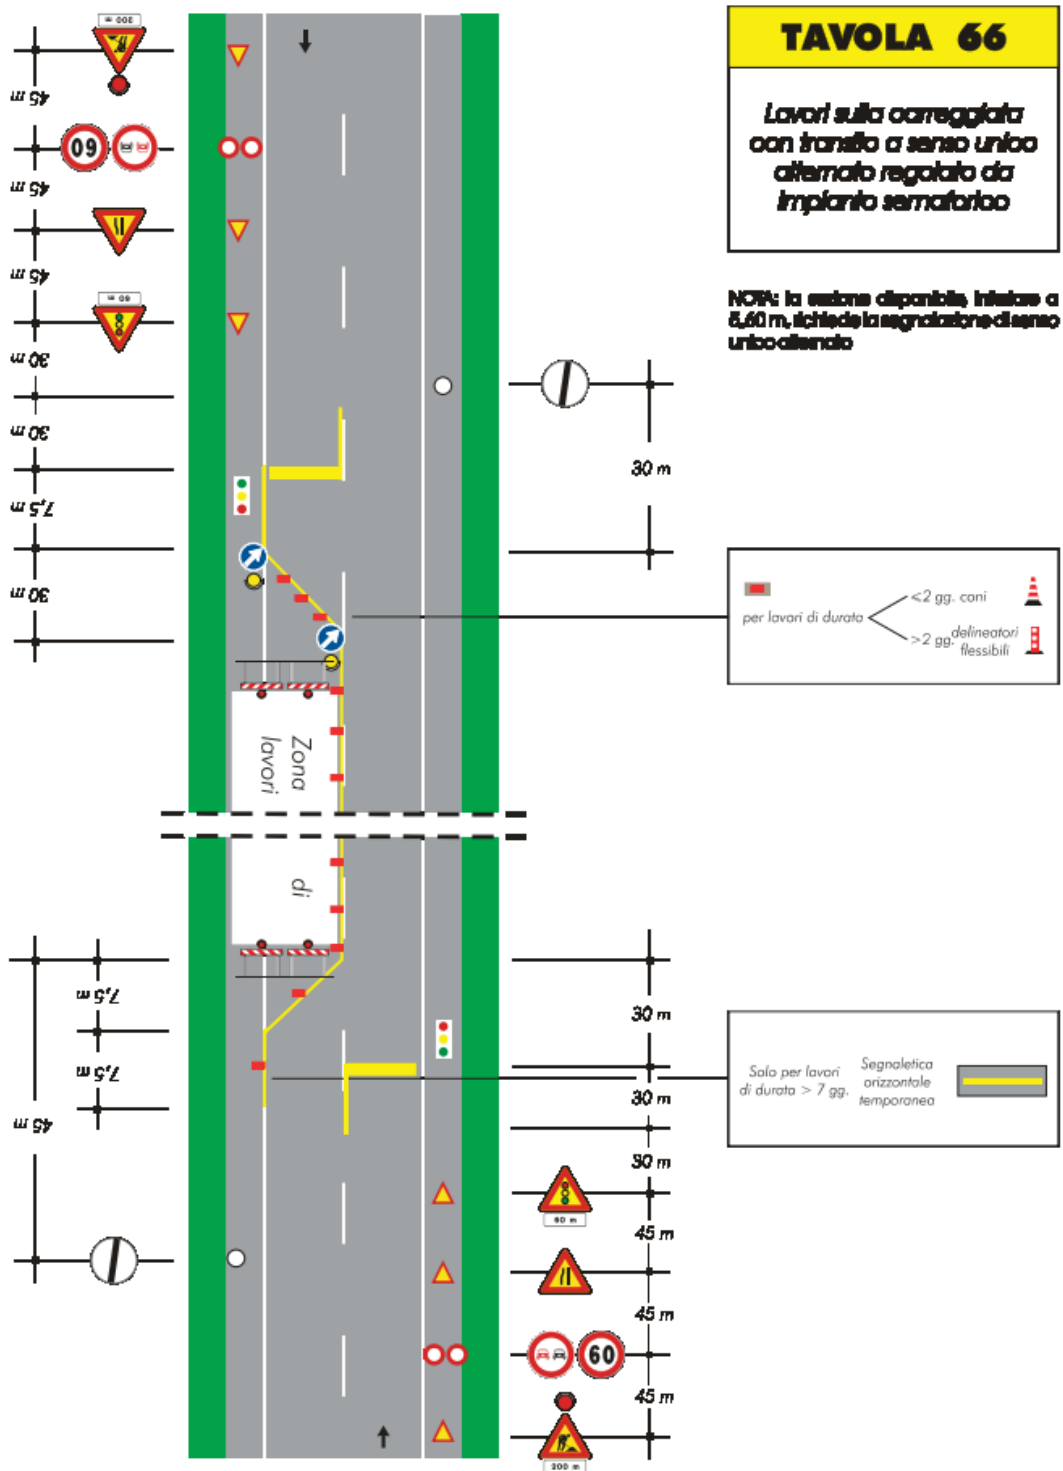 TAVOLA 66
Lavori sulla carreggiata
con transito a senso unico
alternato regolato da
impianto semaforico
NOTA: la sezione disponibile, inferiore a
5,60 m, richiede la segnalazione di senso
unico alternato
200 m
45 m
60
45 m
45 m
60 m
30 m
30 m
7,5 m
30 m
30 m
per lavori di durata
<2 gg. coni
>2 gg. delineatori
flessibili
Zona
lavori
di
7,5 m
7,5 m
45 m
30 m
30 m
30 m
Solo per lavori
di durata > 7 gg.
Segnaletica
orizzontale
temporanea
60 m
45 m
45 m
60
45 m
200 m